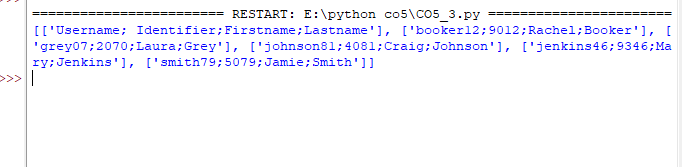 >>>
======================== RESTART: E:\python co5\CO5_3.py =======================
[['Username; Identifier;Firstname;Lastname'], ['booker12;9012;Rachel;Booker'], [
'grey07;2070;Laura;Grey'], ['johnson81;4081;Craig;Johnson'], ['jenkins46;9346;Ma
ry;Jenkins'], ['smith79;5079;Jamie;Smith']]
>>>